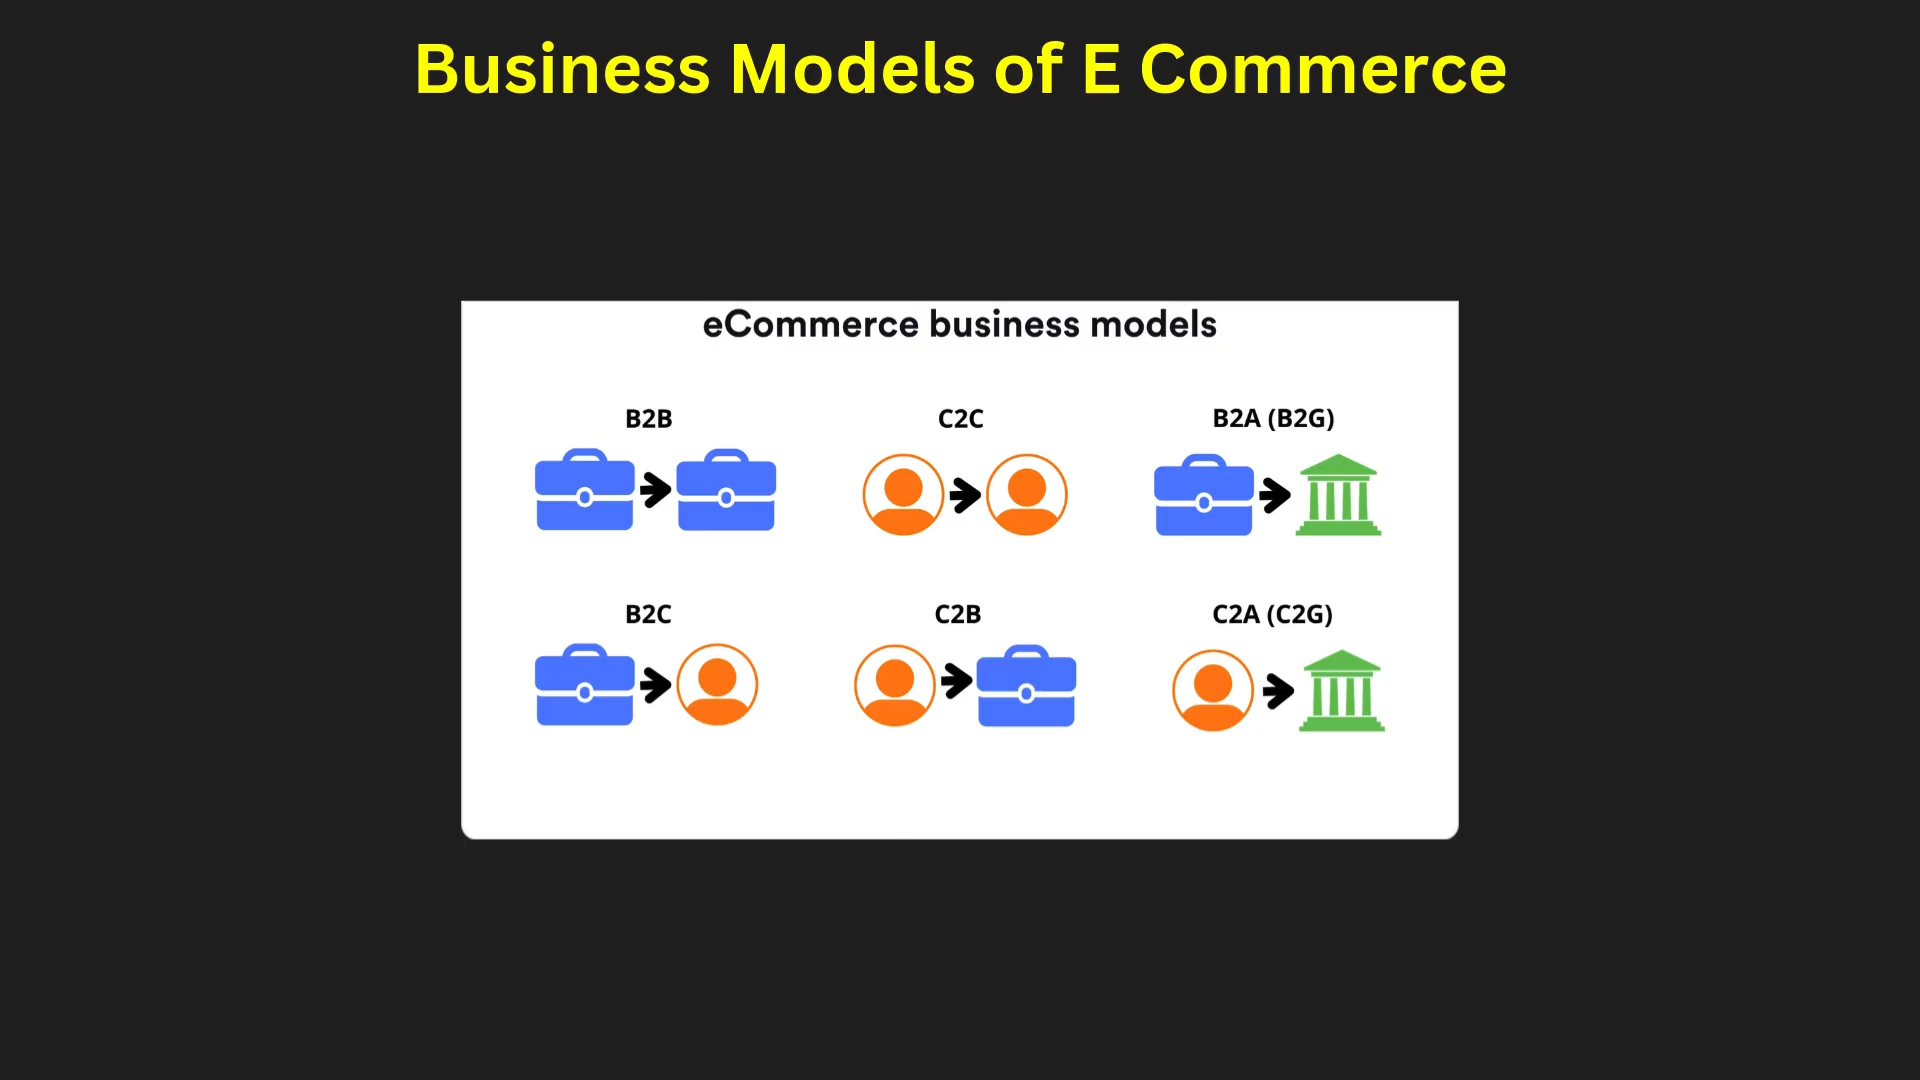 Business Models of E Commerce
eCommerce business models
B2B
C2C
B2A (B2G)
B2C
C2B
C2A (C2G)